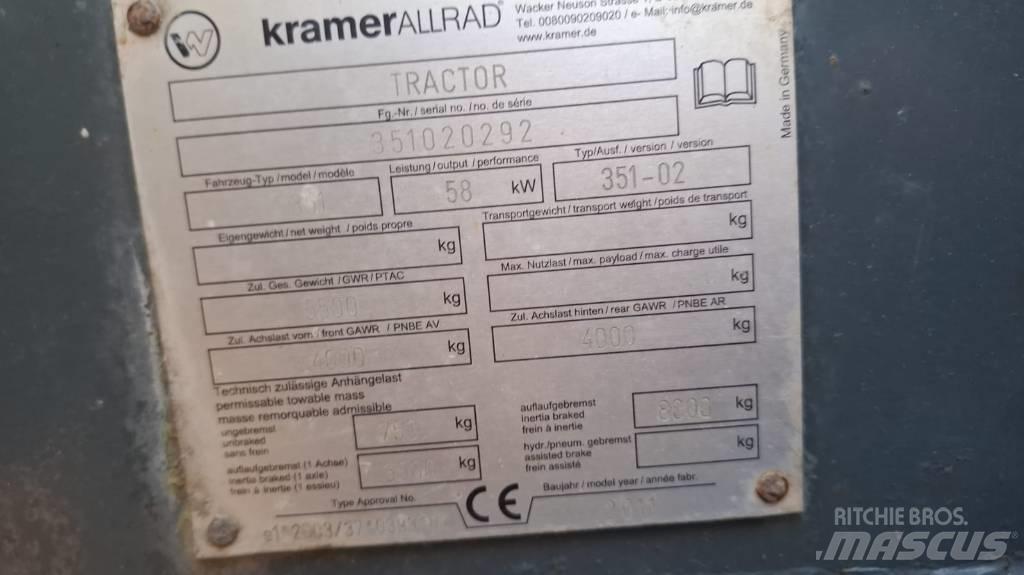 kramerALLRAD®
Wacker Neuson
Tel. 0080090209020 / e- Mail:-info@kramer.de
www.kramer.de
TRACTOR
Made in Germany
Fg.-Nr. / serial no. / no. de série
351020292
Fahrzeug-Typ / model / modèle
Leistung / output / performance
58 kW
Typ/Ausf. / version / version
351-02
Eigengewicht / net weight / poids propre
kg
Transportgewicht / transport weight / poids de transport
kg
Zul. Ges. Gewicht / GWR / PTAC
kg
Max. Nutzlast / max. payload / max. charge utile
kg
Zul. Achslast vorn. / front GAWR / PNBE AV
4000 kg
Zul. Achslast hinten / rear GAWR / PNBE AR
4000 kg
Technisch zulässige Anhängelast
permissable towable mass
masse remorquable admissible
ungebremst
unbraked
sans frein
kg
auflaufgebremst
inertia braked
frein à inertie
kg
auflaufgebremst (1 Achse)
inertia braked (1 axle)
frein à inertie (1 essieu)
kg
hydr./pneum. gebremst
assisted brake
frein assisté
kg
Type Approval No.
CE
Baujahr / model year / année fabr.
RITCHIE BROS.
MASCUS